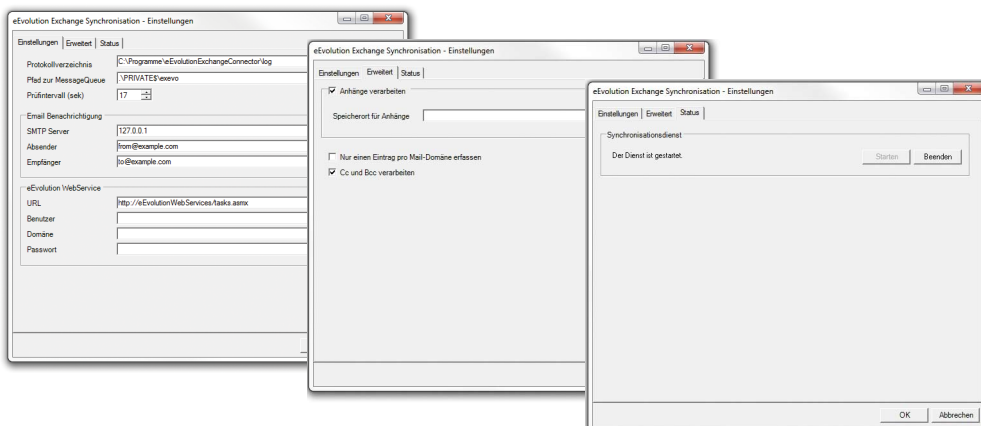 eEvolution Exchange Synchronisation - Einstellungen
Einstellungen Erweitert Status
Protokollverzeichnis C:\Programme\eEvolutionExchangeConnector\log
Pfad zur MessageQueue .\PRIVATE$\exevo
Prüfintervall (sek) 17
Email Benachrichtigung
SMTP Server 127.0.0.1
Absender from@example.com
Empfänger to@example.com
eEvolution WebService
URL http://eEvolutionWebServices/tasks.asmx
Benutzer
Domäne
Passwort
eEvolution Exchange Synchronisation - Einstellungen
Einstellungen Erweitert Status
Anhänge verarbeiten
Speicherort für Anhänge
Nur einen Eintrag pro Mail-Domäne erfassen
Cc und Bcc verarbeiten
eEvolution Exchange Synchronisation - Einstellungen
Einstellungen Erweitert Status
Synchronisationsdienst
Der Dienst ist gestartet. Starten Beenden
OK Abbrechen